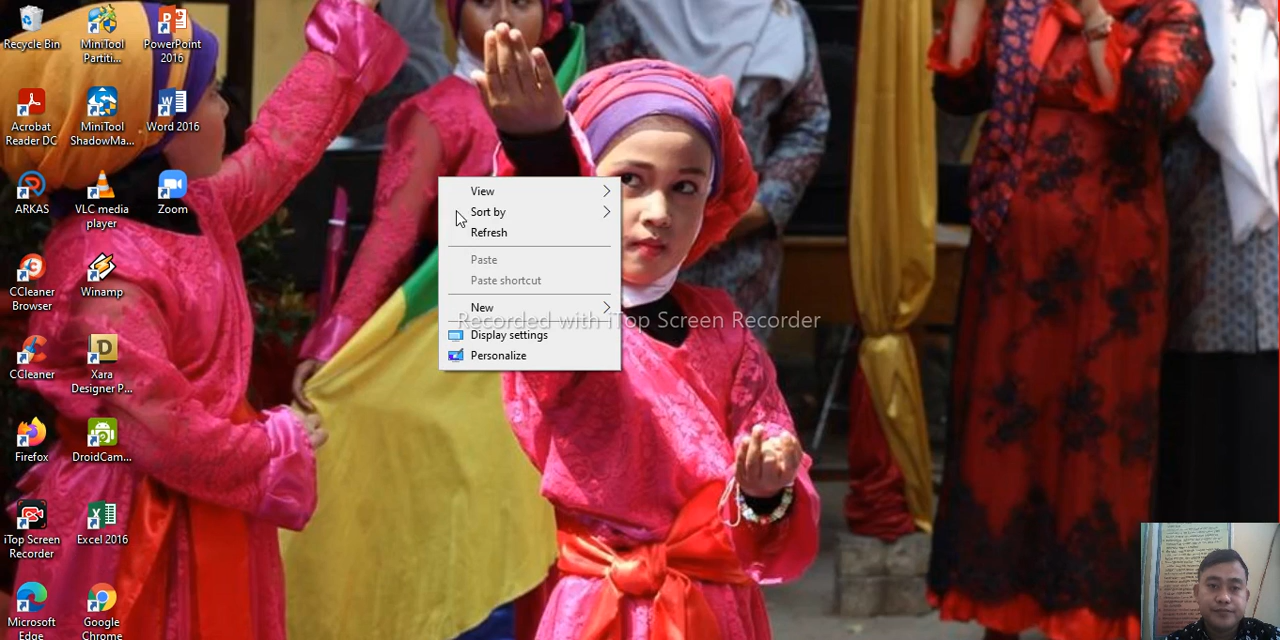 Recycle Bin
MiniTool
Partiti...
PowerPoint
2016
Acrobat
Reader DC
MiniTool
ShadowMa...
Word 2016
ARKAS
VLC media
player
Zoom
CCleaner
Browser
Winamp
CCleaner
Xara
Designer P...
Firefox
DroidCam...
iTop Screen
Recorder
Excel 2016
Microsoft
Edge
Google
Chrome
View
Sort by
Refresh
Paste
Paste shortcut
New
Recorded with iTop Screen Recorder
Display settings
Personalize